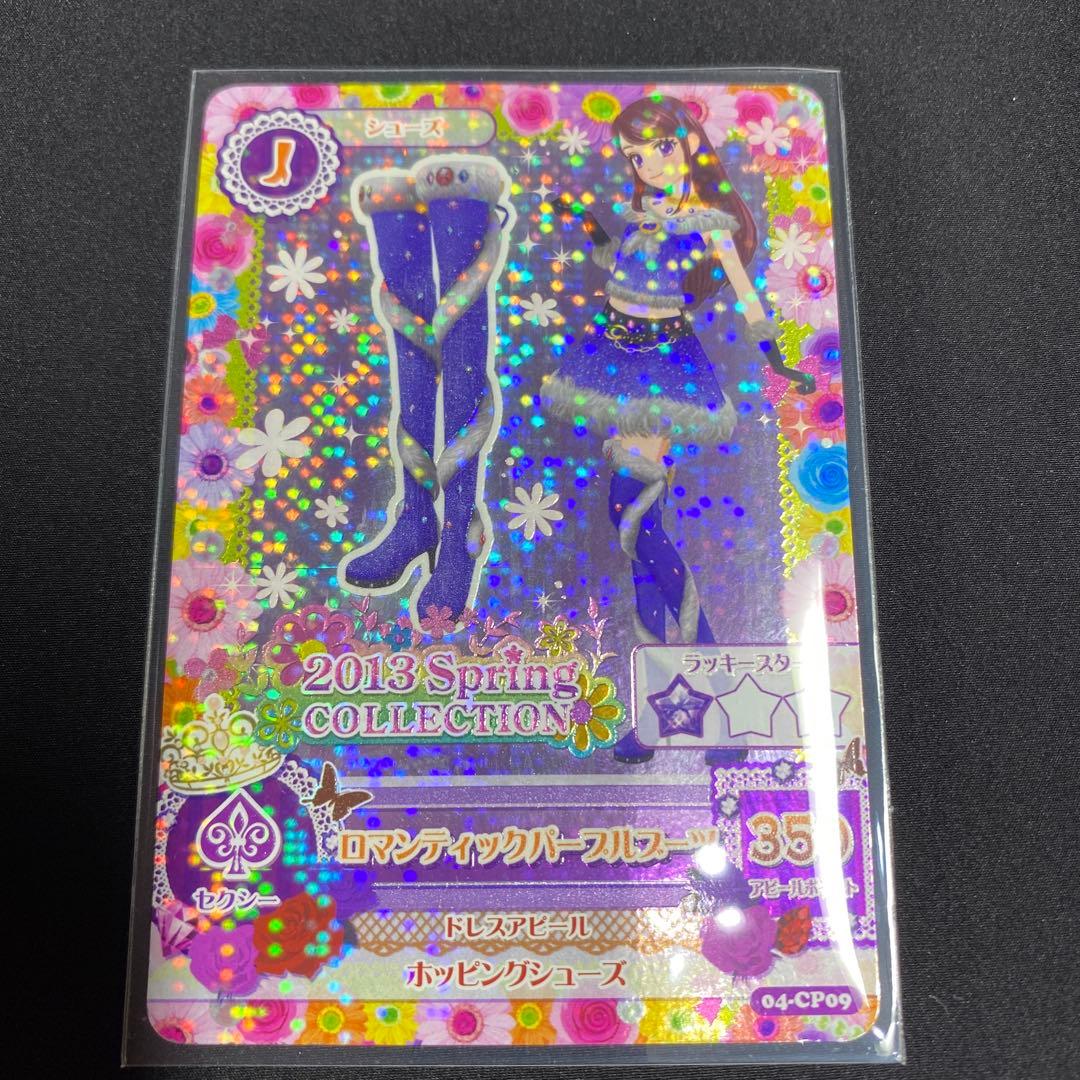 シューズ
2013 Spring
COLLECTION
ラッキースター
ロマンティックパープルブーツ
350
アピールポイント
セクシー
ドレスアピール
ホッピングシューズ
04-CP09